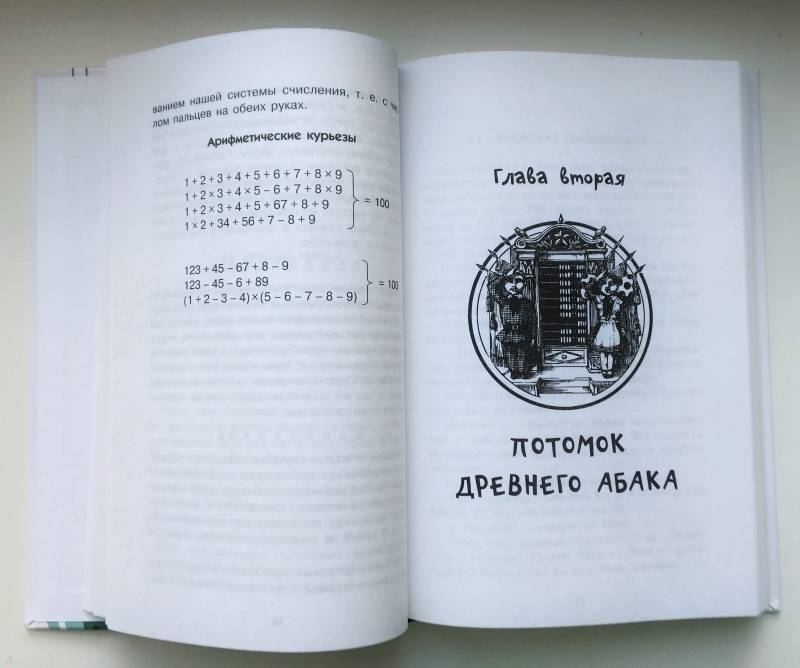 ванием нашей системы счисления, т. е. с чис
лом пальцев на обеих руках.
Арифметические курьезы
1 + 2 + 3 + 4 + 5 + 6 + 7 + 8 × 9
1 + 2 × 3 + 4 × 5 – 6 + 7 + 8 × 9
1 + 2 × 3 + 4 + 5 + 67 + 8 + 9
1 × 2 + 34 + 56 + 7 – 8 + 9
= 100
123 + 45 – 67 + 8 – 9
123 – 45 – 6 + 89
(1 + 2 – 3 – 4) × (5 – 6 – 7 – 8 – 9)
= 100
Глава вторая
ПОТОМОК
ДРЕВНЕГО АБАКА